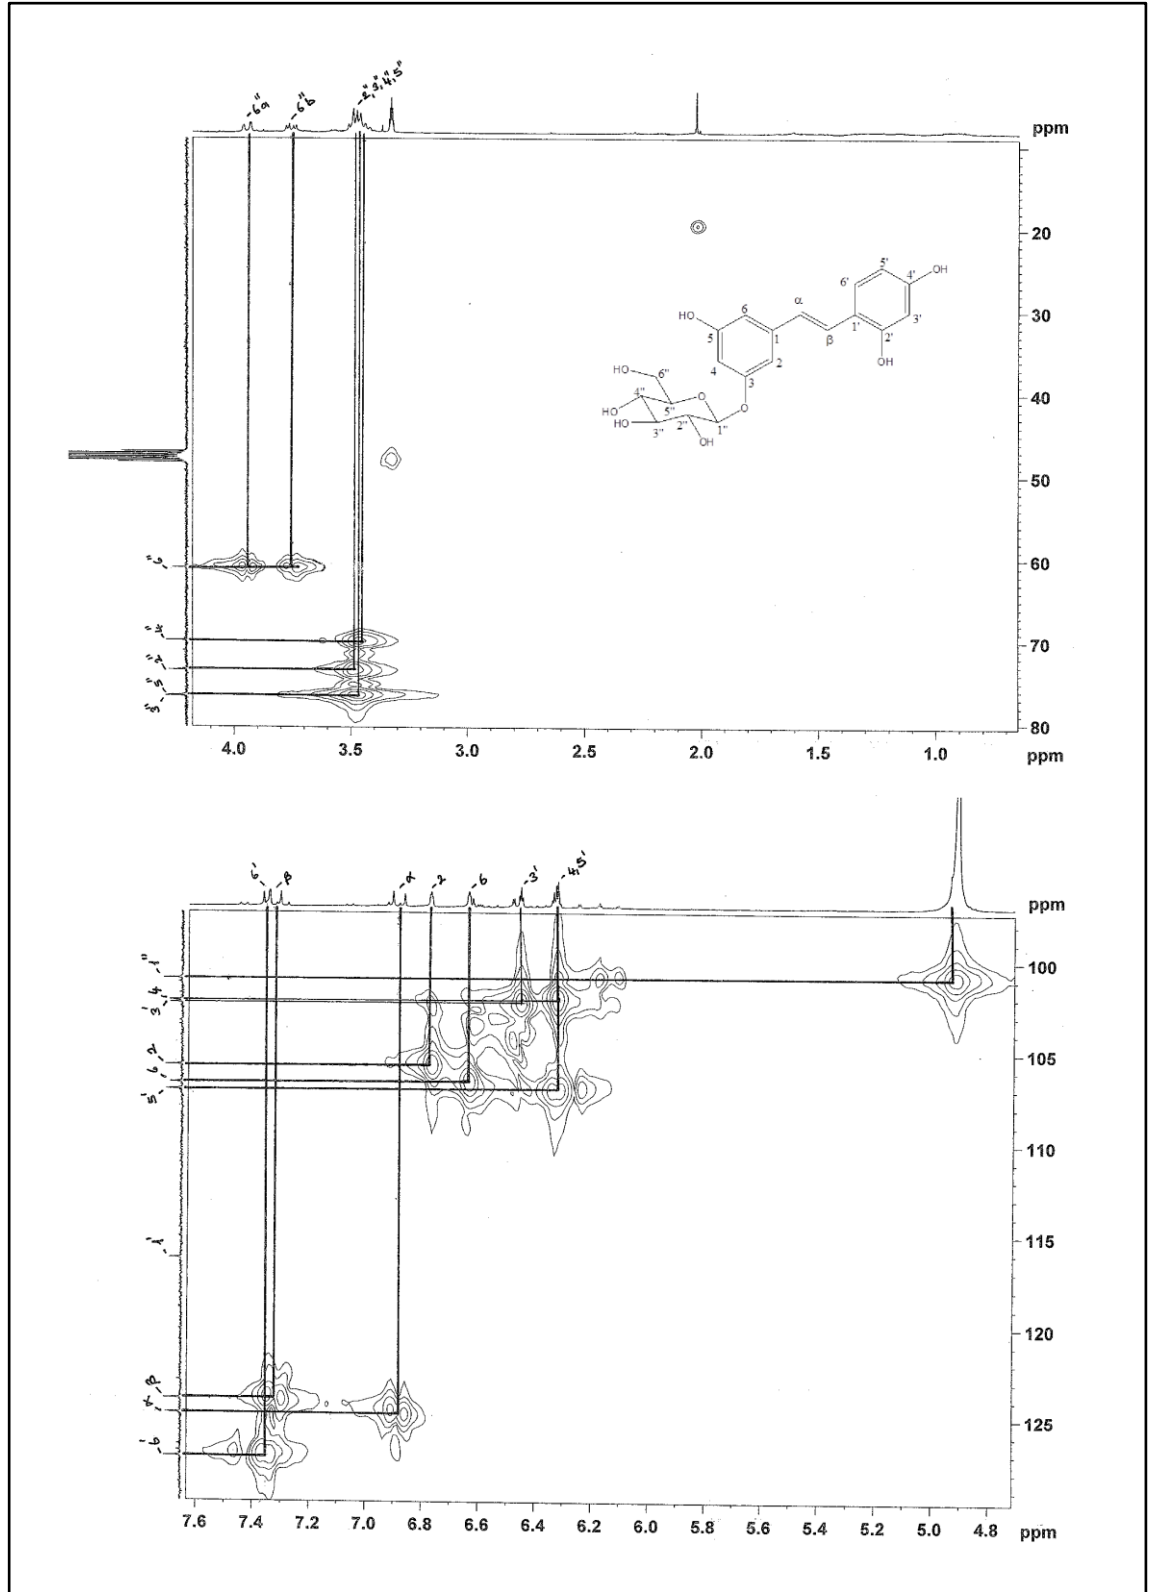 6''a 6''b 2'',3'',4'',5''
ppm
20
30
40
50
60
70
80
6''
4''
2''
5''
3''
4.0 3.5 3.0 2.5 2.0 1.5 1.0
ppm
5' 4' OH
6' α
HO 6 3'
5 1 1' 2'
4 2 β
3 OH
HO 6''
4'' O O
HO 5''
HO 3'' 2'' 1''
OH
6' β α 2 6 3' 4,5'
ppm
1''
4
3'
2
6
5'
1'
β
α
6'
100
105
110
115
120
125
7.6 7.4 7.2 7.0 6.8 6.6 6.4 6.2 6.0 5.8 5.6 5.4 5.2 5.0 4.8 ppm